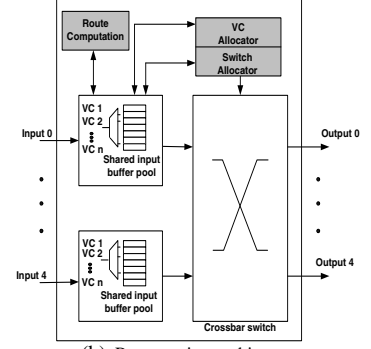 Route
Computation
VC
Allocator
Switch
Allocator
VC 1
VC 2
VC n
Shared input
buffer pool
Input 0
Output 0
VC 1
VC 2
VC n
Shared input
buffer pool
Input 4
Output 4
Crossbar switch